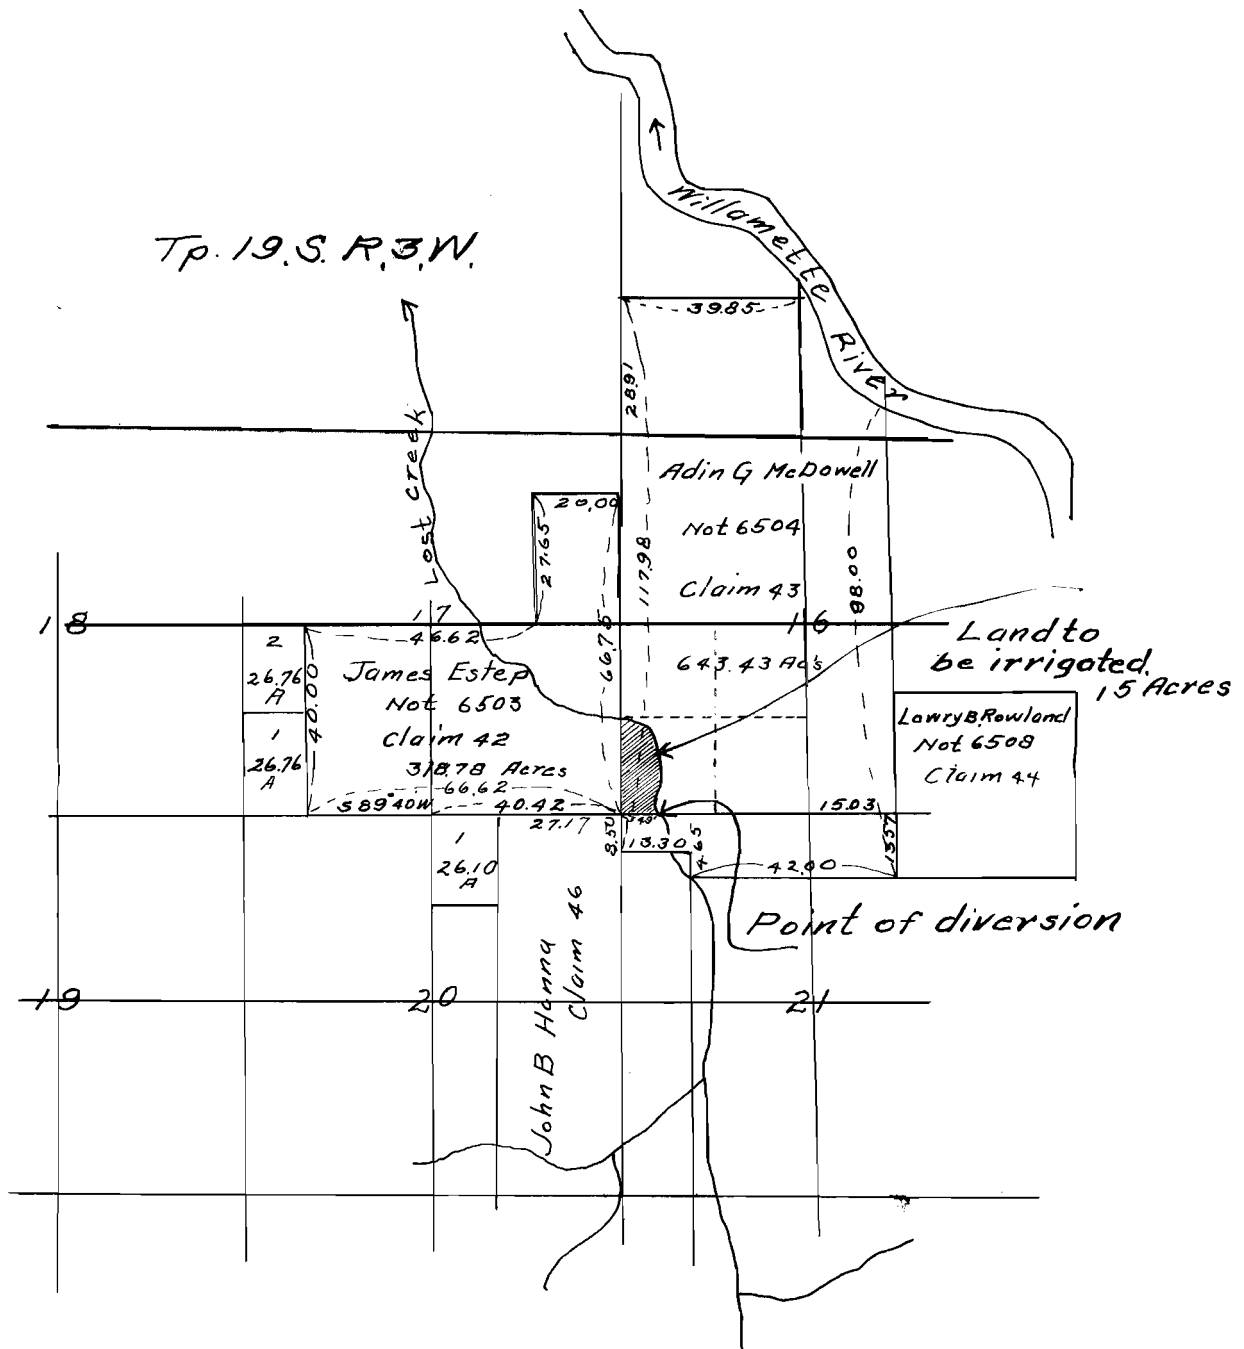 Tp. 19. S. R. 3. W.
Willamette River
39.85
28.91
Lost Creek
Adin G McDowell
Not 6504
Claim 43
643.43 Ac's
20.00
27.65
117.98
98.00
66.75
18
17
16
46.62
2
26.76
A
1
26.76
A
40.00
James Estep
Not 6503
Claim 42
318.78 Acres
66.62
S 89°40W
40.42
Land to
be irrigated.
15 Acres
Lowry B. Rowland
Not 6508
Claim 44
15.03
13.57
27.17
8.50
13.30
4.65
42.00
1
26.10
A
John B Hanna
Claim 46
Point of diversion
19
20
21